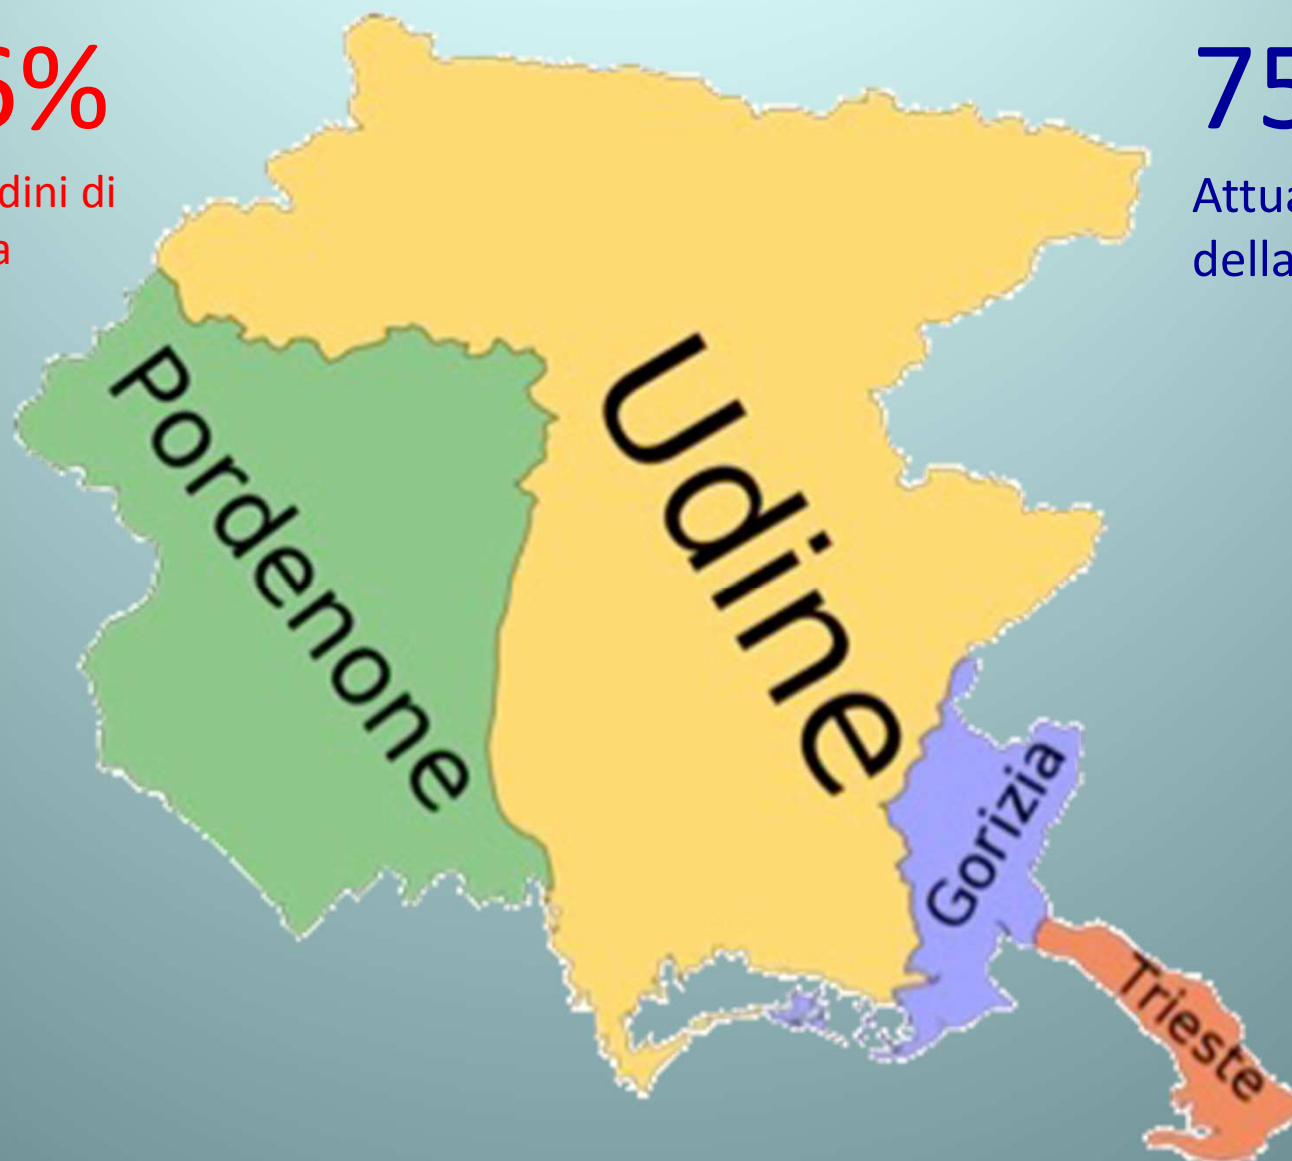 6%
dini di
a
75
Attua
della
Pordenone
Udine
Gorizia
Trieste